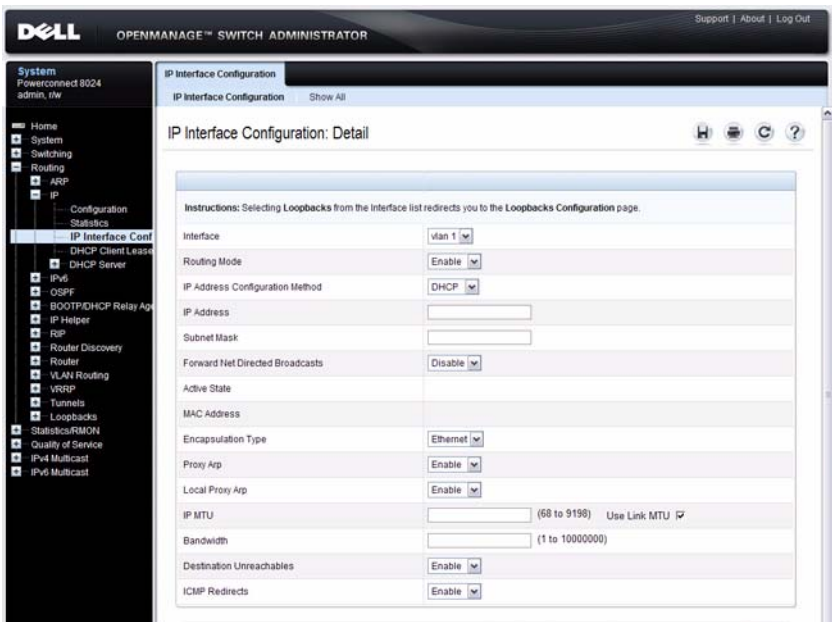 Support | About | Log Out
DELL OPENMANAGE™ SWITCH ADMINISTRATOR
System
Powerconnect 8024
admin, r/w
Home
System
Switching
Routing
ARP
IP
Configuration
Statistics
IP Interface Conf
DHCP Client Lease
DHCP Server
IPv6
OSPF
BOOTP/DHCP Relay Age
IP Helper
RIP
Router Discovery
Router
VLAN Routing
VRRP
Tunnels
Loopbacks
Statistics/RMON
Quality of Service
IPv4 Multicast
IPv6 Multicast
IP Interface Configuration
IP Interface Configuration Show All
IP Interface Configuration: Detail
Instructions: Selecting Loopbacks from the Interface list redirects you to the Loopbacks Configuration page.
Interface vlan 1
Routing Mode Enable
IP Address Configuration Method DHCP
IP Address
Subnet Mask
Forward Net Directed Broadcasts Disable
Active State
MAC Address
Encapsulation Type Ethernet
Proxy Arp Enable
Local Proxy Arp Enable
IP MTU (68 to 9198) Use Link MTU
Bandwidth (1 to 10000000)
Destination Unreachables Enable
ICMP Redirects Enable